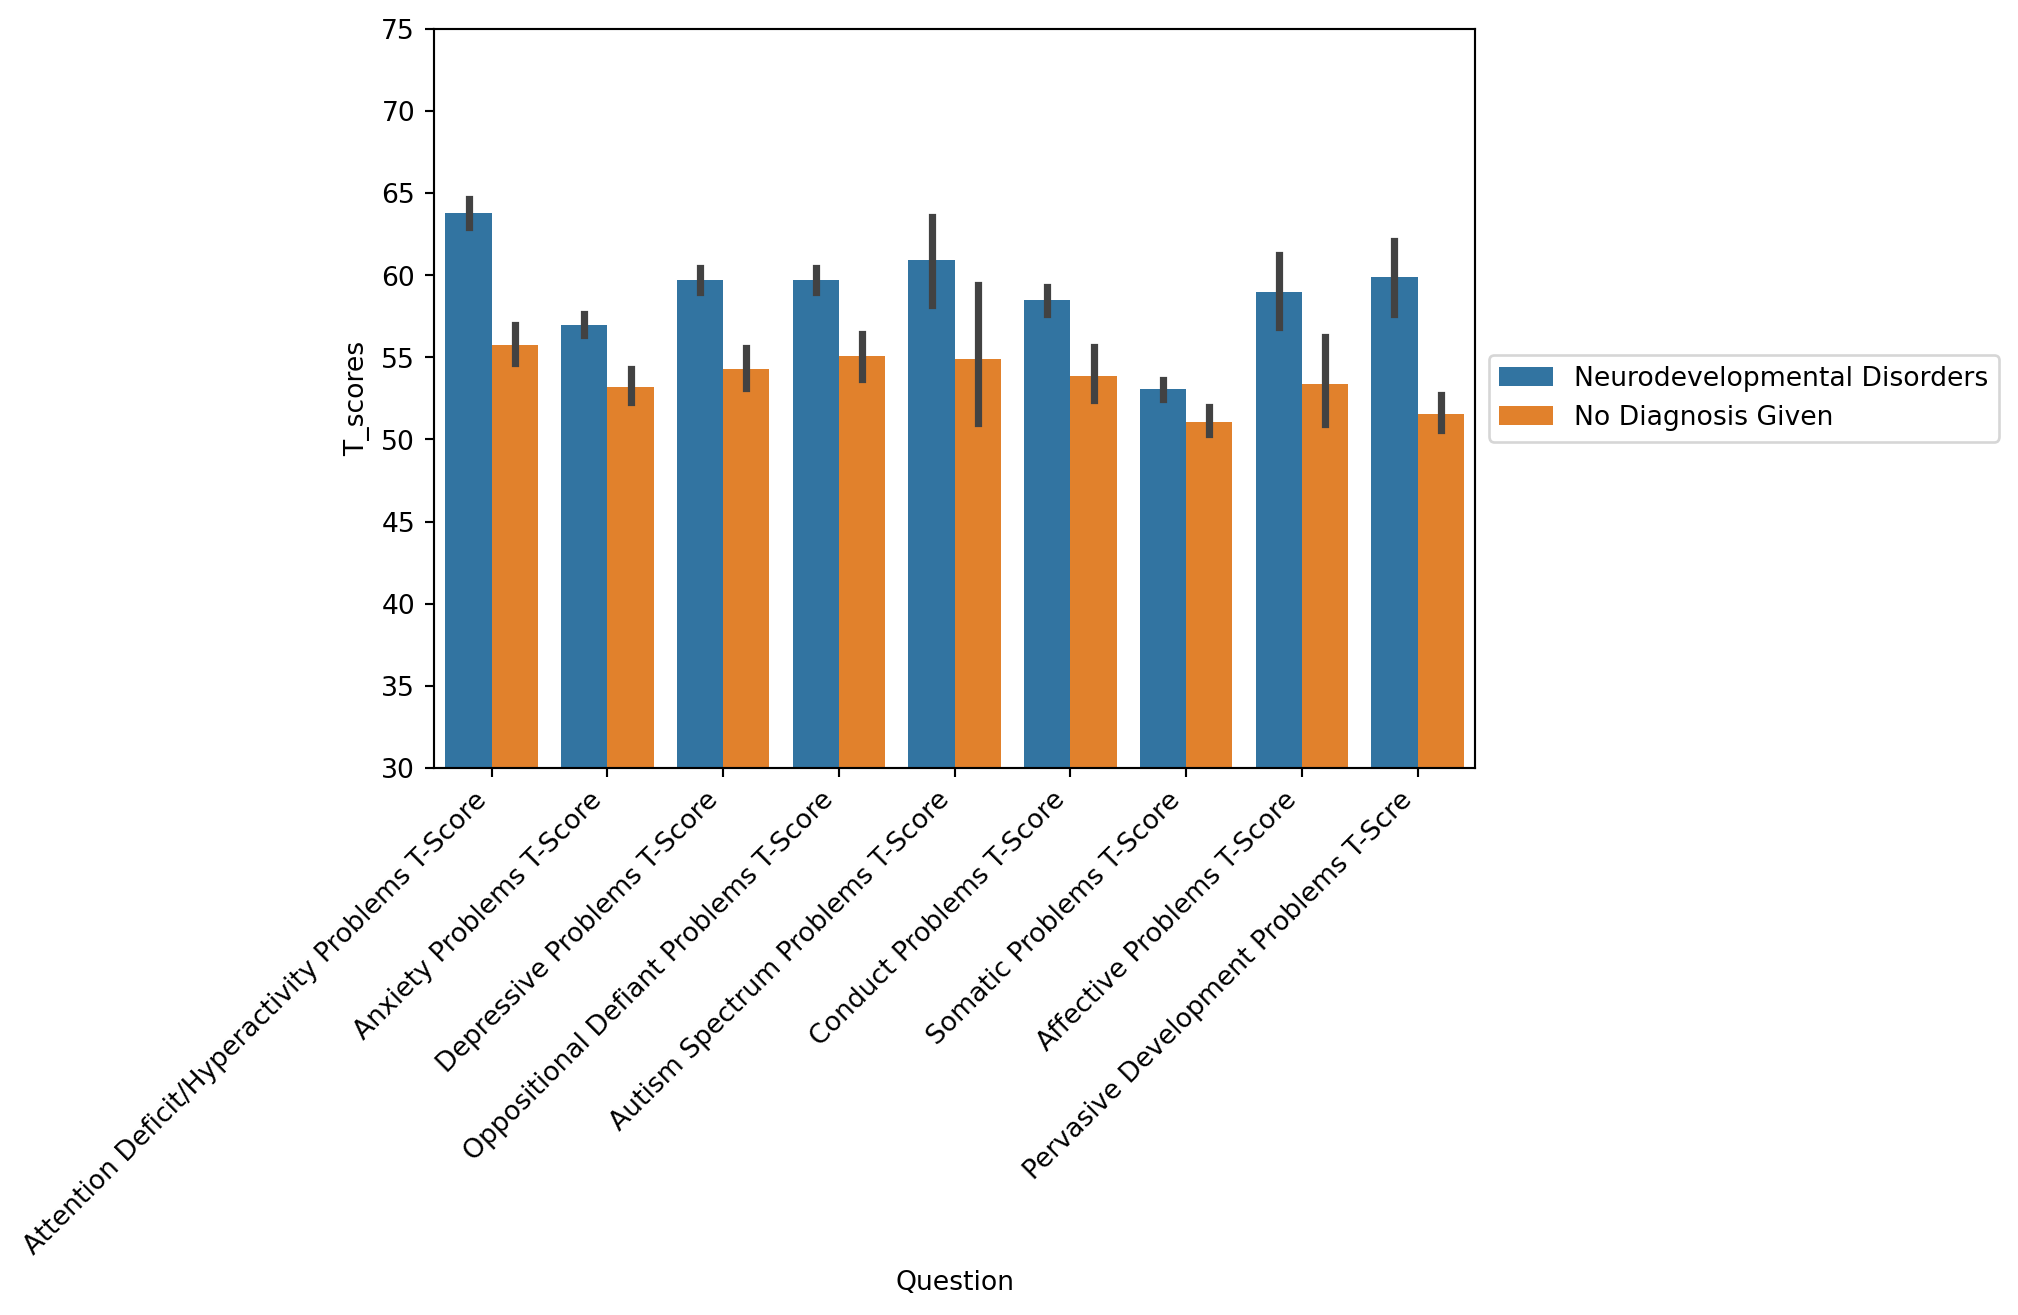 75
70
65
60
55
50
45
40
35
30
T_scores
Attention Deficit/Hyperactivity Problems T-Score
Anxiety Problems T-Score
Depressive Problems T-Score
Oppositional Defiant Problems T-Score
Autism Spectrum Problems T-Score
Conduct Problems T-Score
Somatic Problems T-Score
Affective Problems T-Score
Pervasive Development Problems T-Scre
Question
Neurodevelopmental Disorders
No Diagnosis Given